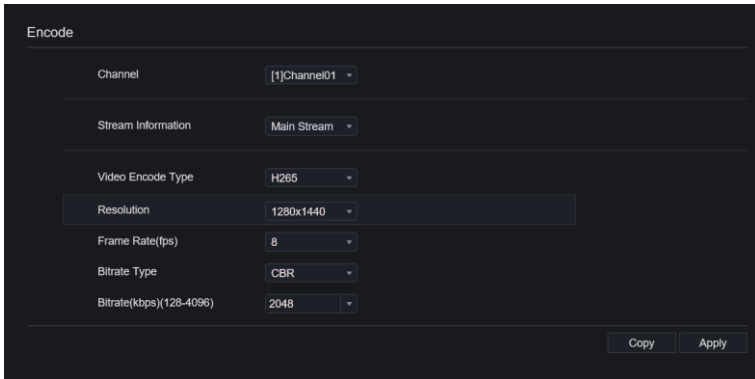 Encode
Channel [1]Channel01
Stream Information Main Stream
Video Encode Type H265
Resolution 1280x1440
Frame Rate(fps) 8
Bitrate Type CBR
Bitrate(kbps)(128-4096) 2048
Copy Apply